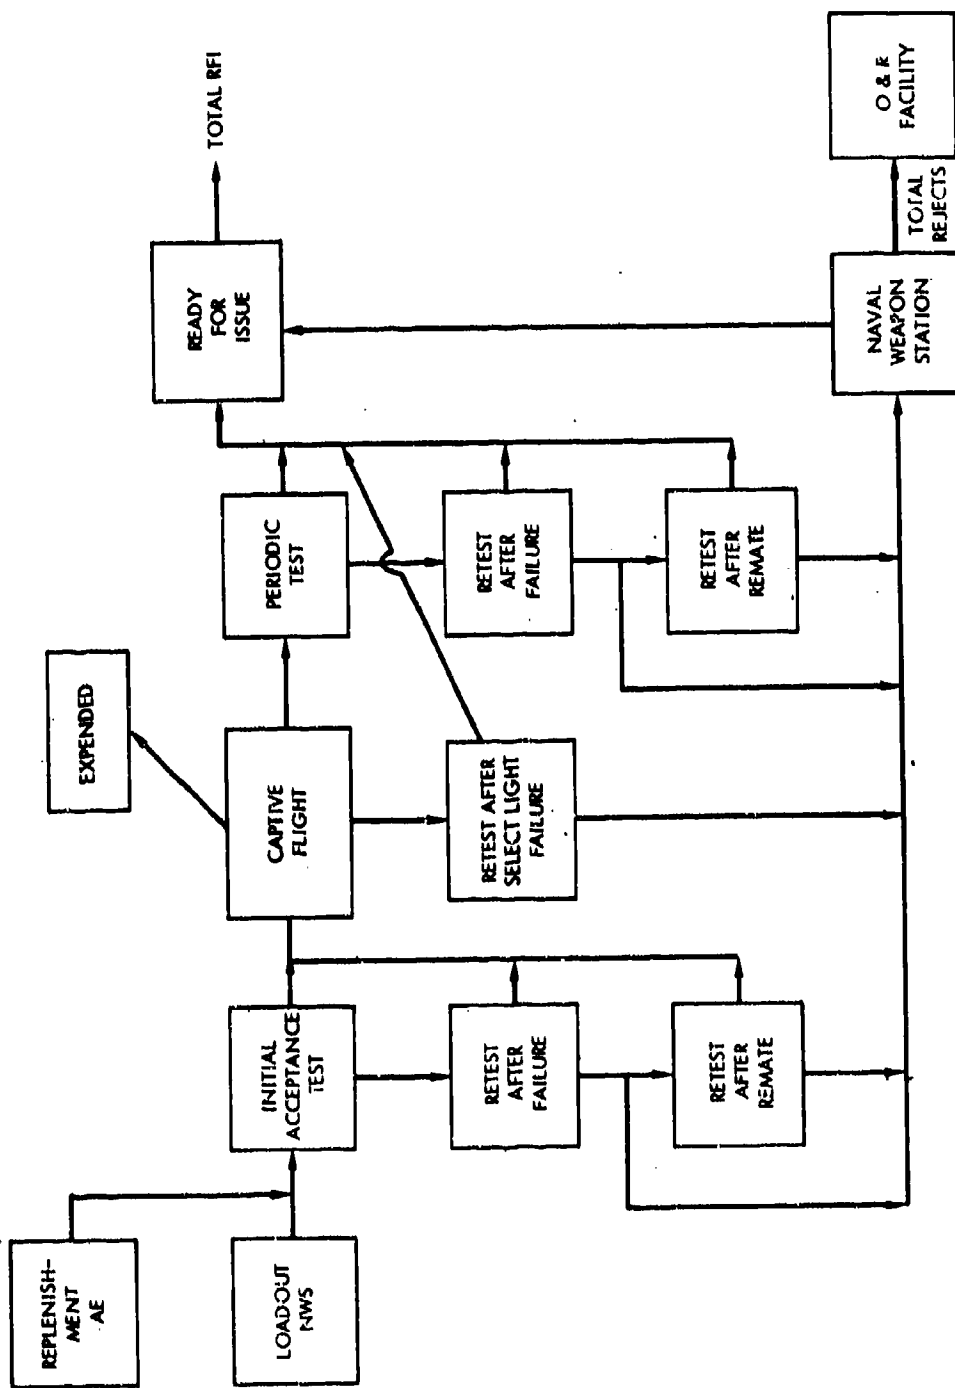 REPLENISH-
MENT
AE
LOADOUT
NWS
INITIAL
ACCEPTANCE
TEST
RETEST
AFTER
FAILURE
RETEST
AFTER
REMATE
EXPENDED
CAPTIVE
FLIGHT
RETEST AFTER
SELECT LIGHT
FAILURE
PERIODIC
TEST
RETEST
AFTER
FAILURE
RETEST
AFTER
REMATE
READY
FOR
ISSUE
TOTAL RFI
NAVAL
WEAPON
STATION
TOTAL
REJECTS
O & R
FACILITY